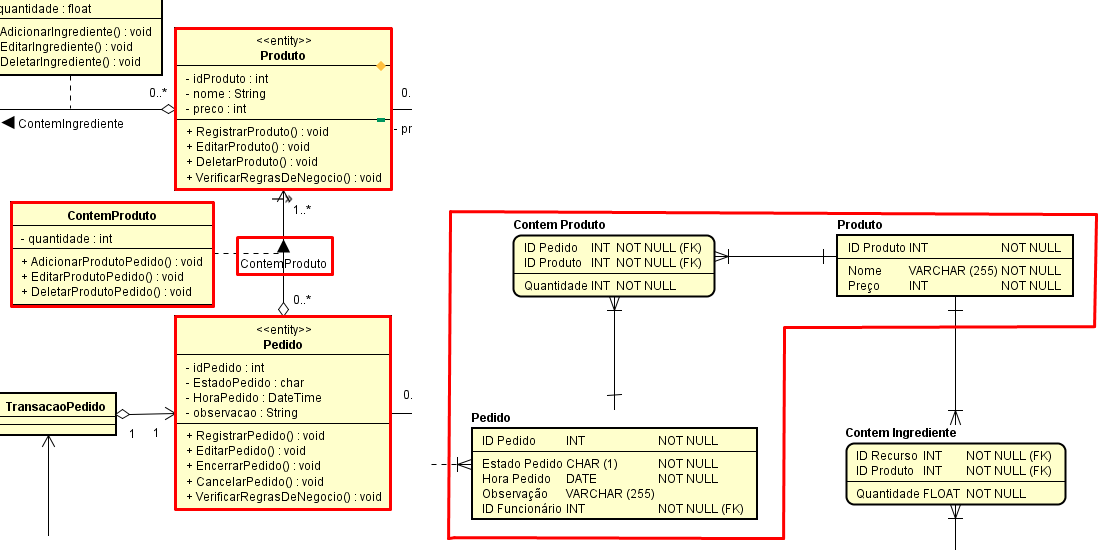 quantidade : float
AdicionarIngrediente() : void
EditarIngrediente() : void
DeletarIngrediente() : void
0..*
ContemIngrediente
<<entity>>
Produto
- idProduto : int
- nome : String
- preco : int
+ RegistrarProduto() : void
+ EditarProduto() : void
+ DeletarProduto() : void
+ VerificarRegrasDeNegocio() : void
0.
- pr
1..*
ContemProduto
- quantidade : int
+ AdicionarProdutoPedido() : void
+ EditarProdutoPedido() : void
+ DeletarProdutoPedido() : void
ContemProduto
0..*
<<entity>>
Pedido
- idPedido : int
- EstadoPedido : char
- HoraPedido : DateTime
- observacao : String
+ RegistrarPedido() : void
+ EditarPedido() : void
+ EncerrarPedido() : void
+ CancelarPedido() : void
+ VerificarRegrasDeNegocio() : void
0.
TransacaoPedido
1 1
Contem Produto
ID Pedido INT NOT NULL (FK)
ID Produto INT NOT NULL (FK)
Quantidade INT NOT NULL
Produto
ID Produto INT NOT NULL
Nome VARCHAR (255) NOT NULL
Preço INT NOT NULL
Pedido
ID Pedido INT NOT NULL
Estado Pedido CHAR (1) NOT NULL
Hora Pedido DATE NOT NULL
Observação VARCHAR (255)
ID Funcionário INT NOT NULL (FK)
Contem Ingrediente
ID Recurso INT NOT NULL (FK)
ID Produto INT NOT NULL (FK)
Quantidade FLOAT NOT NULL